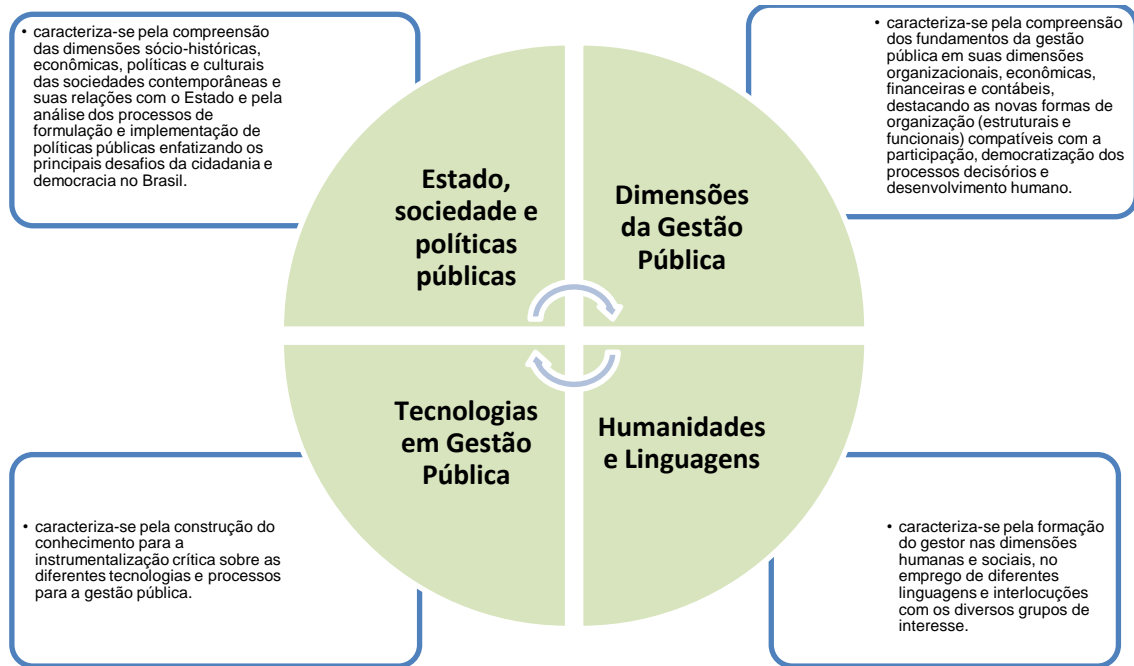 • caracteriza-se pela compreensão
das dimensões sócio-históricas,
econômicas, políticas e culturais
das sociedades contemporâneas e
suas relações com o Estado e pela
análise dos processos de
formulação e implementação de
políticas públicas enfatizando os
principais desafios da cidadania e
democracia no Brasil.
Estado,
sociedade e
políticas
públicas
• caracteriza-se pela compreensão
dos fundamentos da gestão
pública em suas dimensões
organizacionais, econômicas,
financeiras e contábeis,
destacando as novas formas de
organização (estruturais e
funcionais) compatíveis com a
participação, democratização dos
processos decisórios e
desenvolvimento humano.
Dimensões
da Gestão
Pública
Tecnologias
em Gestão
Pública
• caracteriza-se pela construção do
conhecimento para a
instrumentalização crítica sobre as
diferentes tecnologias e processos
para a gestão pública.
Humanidades
e Linguagens
• caracteriza-se pela formação
do gestor nas dimensões
humanas e sociais, no
emprego de diferentes
linguagens e interlocuções
com os diversos grupos de
interesse.